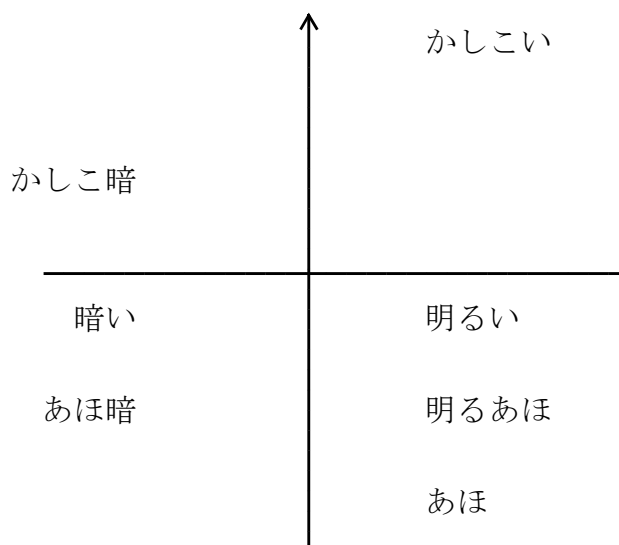 かしこい
かしこ暗
暗い
明るい
あほ暗
明るあほ
あほ